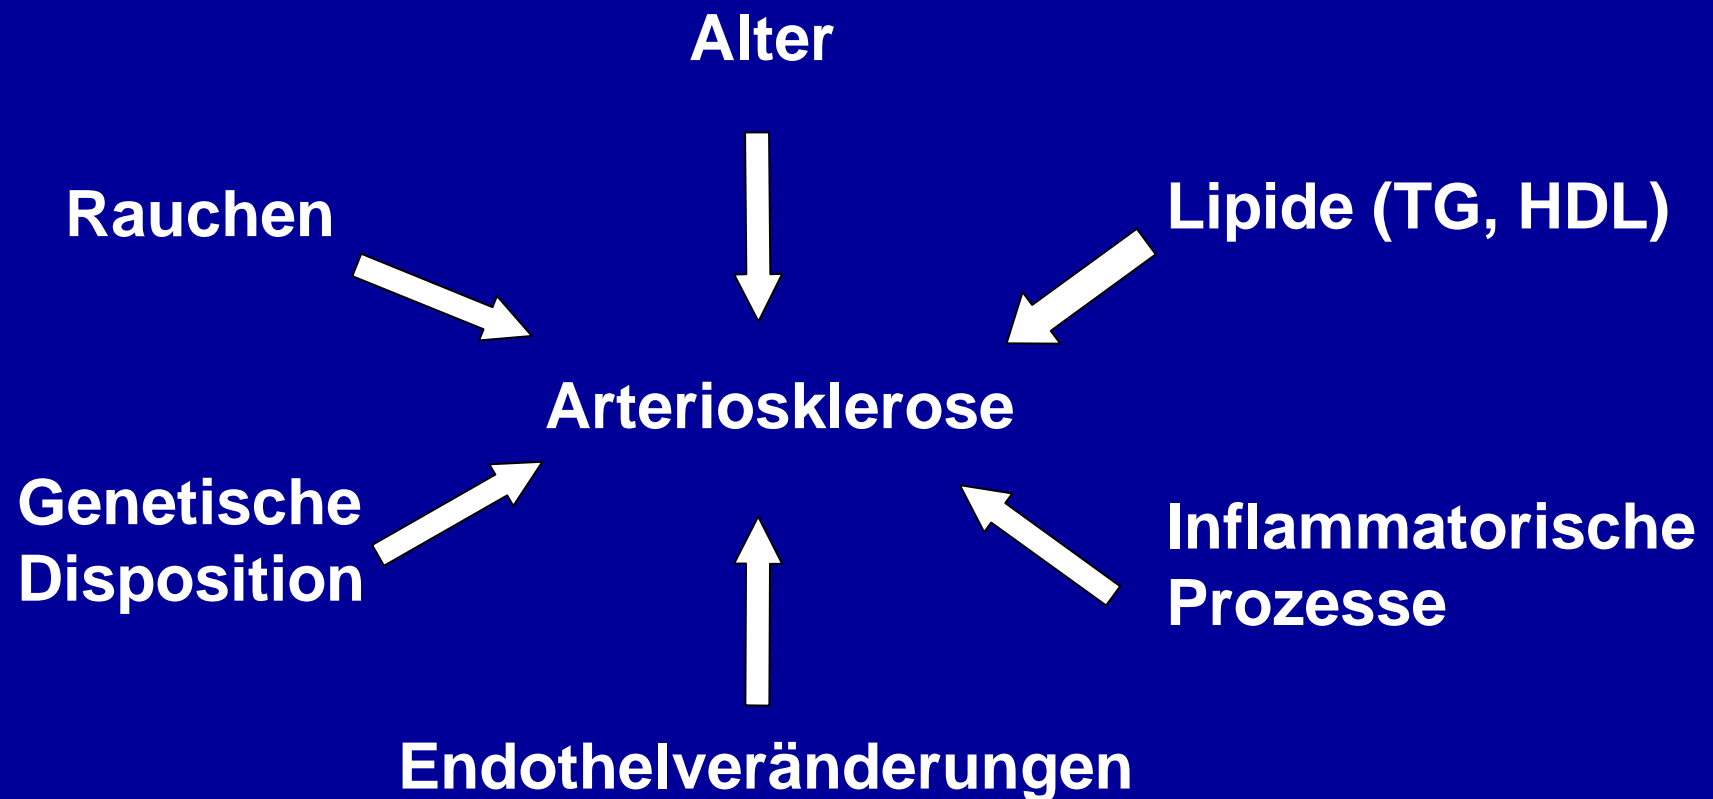 Alter
Rauchen
Lipide (TG, HDL)
Arteriosklerose
Genetische
Disposition
Inflammatorische
Prozesse
Endothelveränderungen